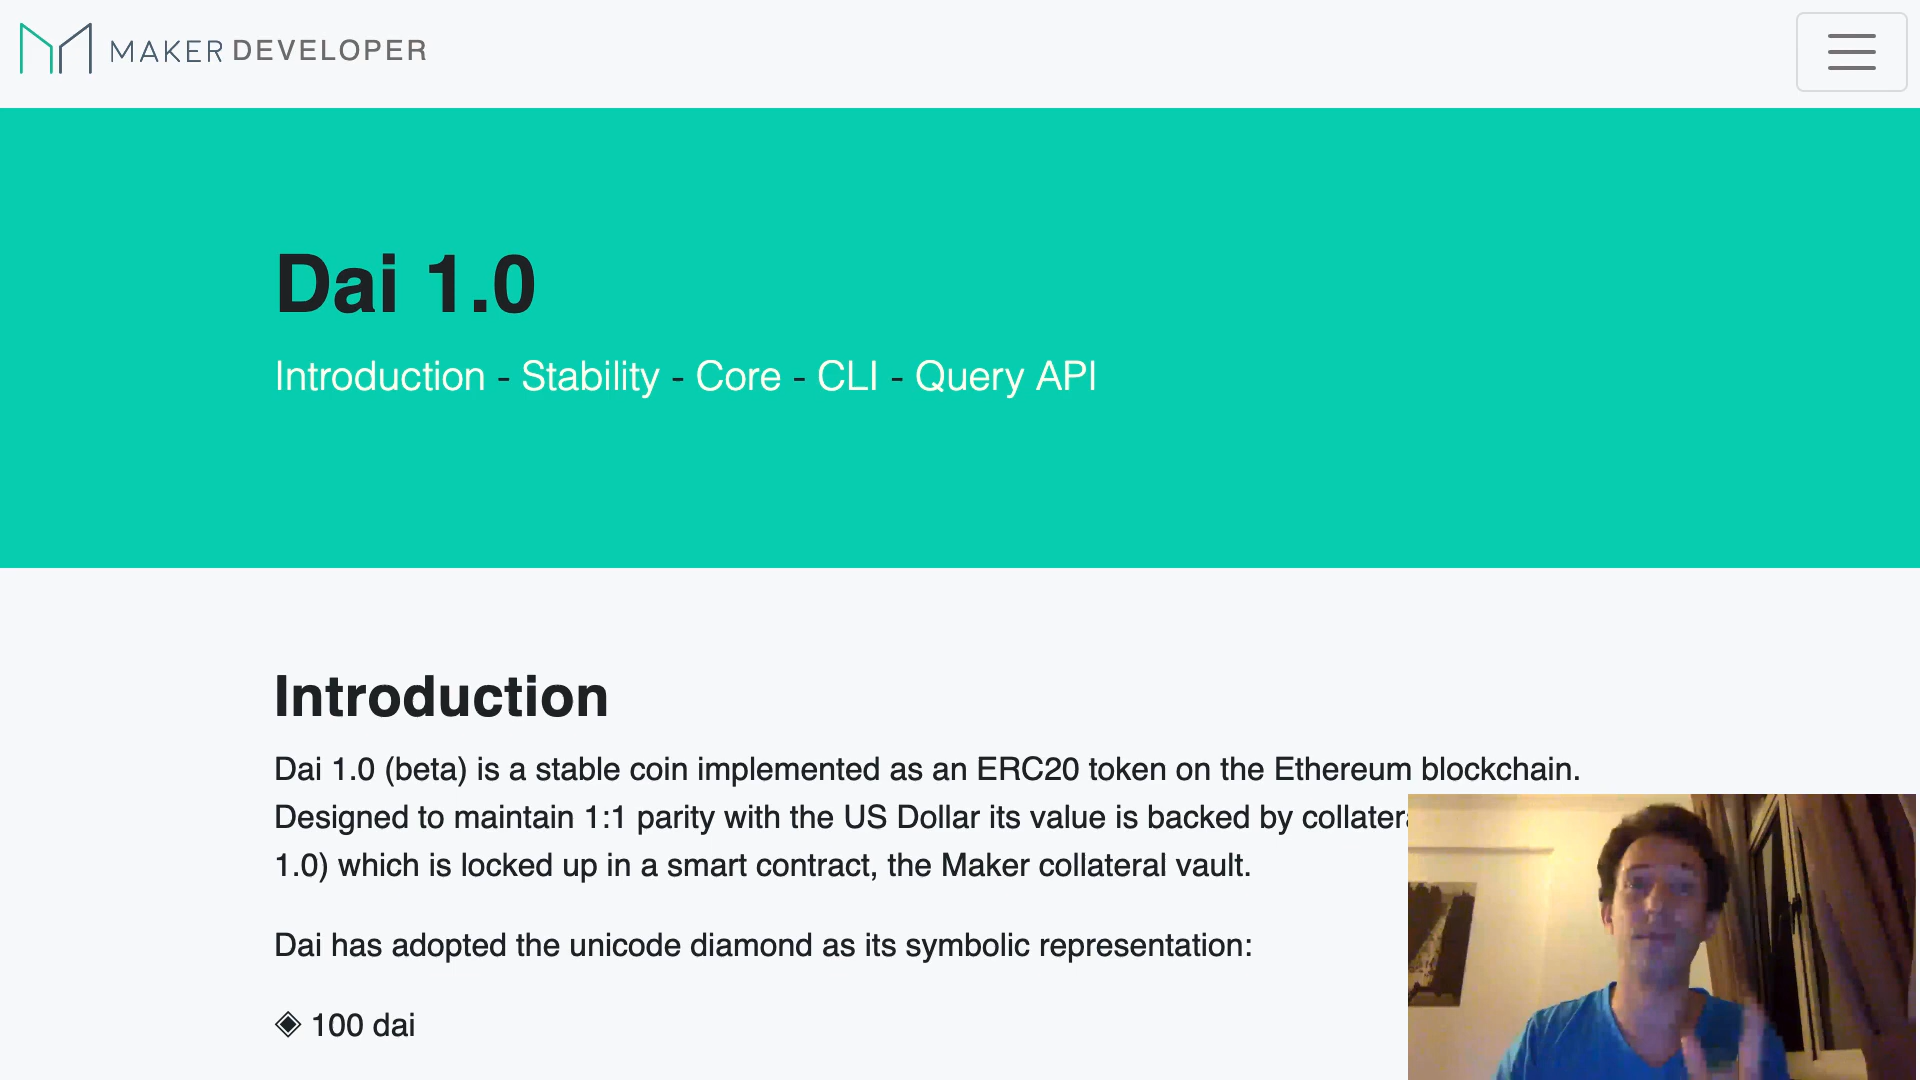 MAKER DEVELOPER
Dai 1.0
Introduction - Stability - Core - CLI - Query API
Introduction
Dai 1.0 (beta) is a stable coin implemented as an ERC20 token on the Ethereum blockchain.
Designed to maintain 1:1 parity with the US Dollar its value is backed by
1.0) which is locked up in a smart contract, the Maker collateral vault.
Dai has adopted the unicode diamond as its symbolic representation:
◈ 100 dai